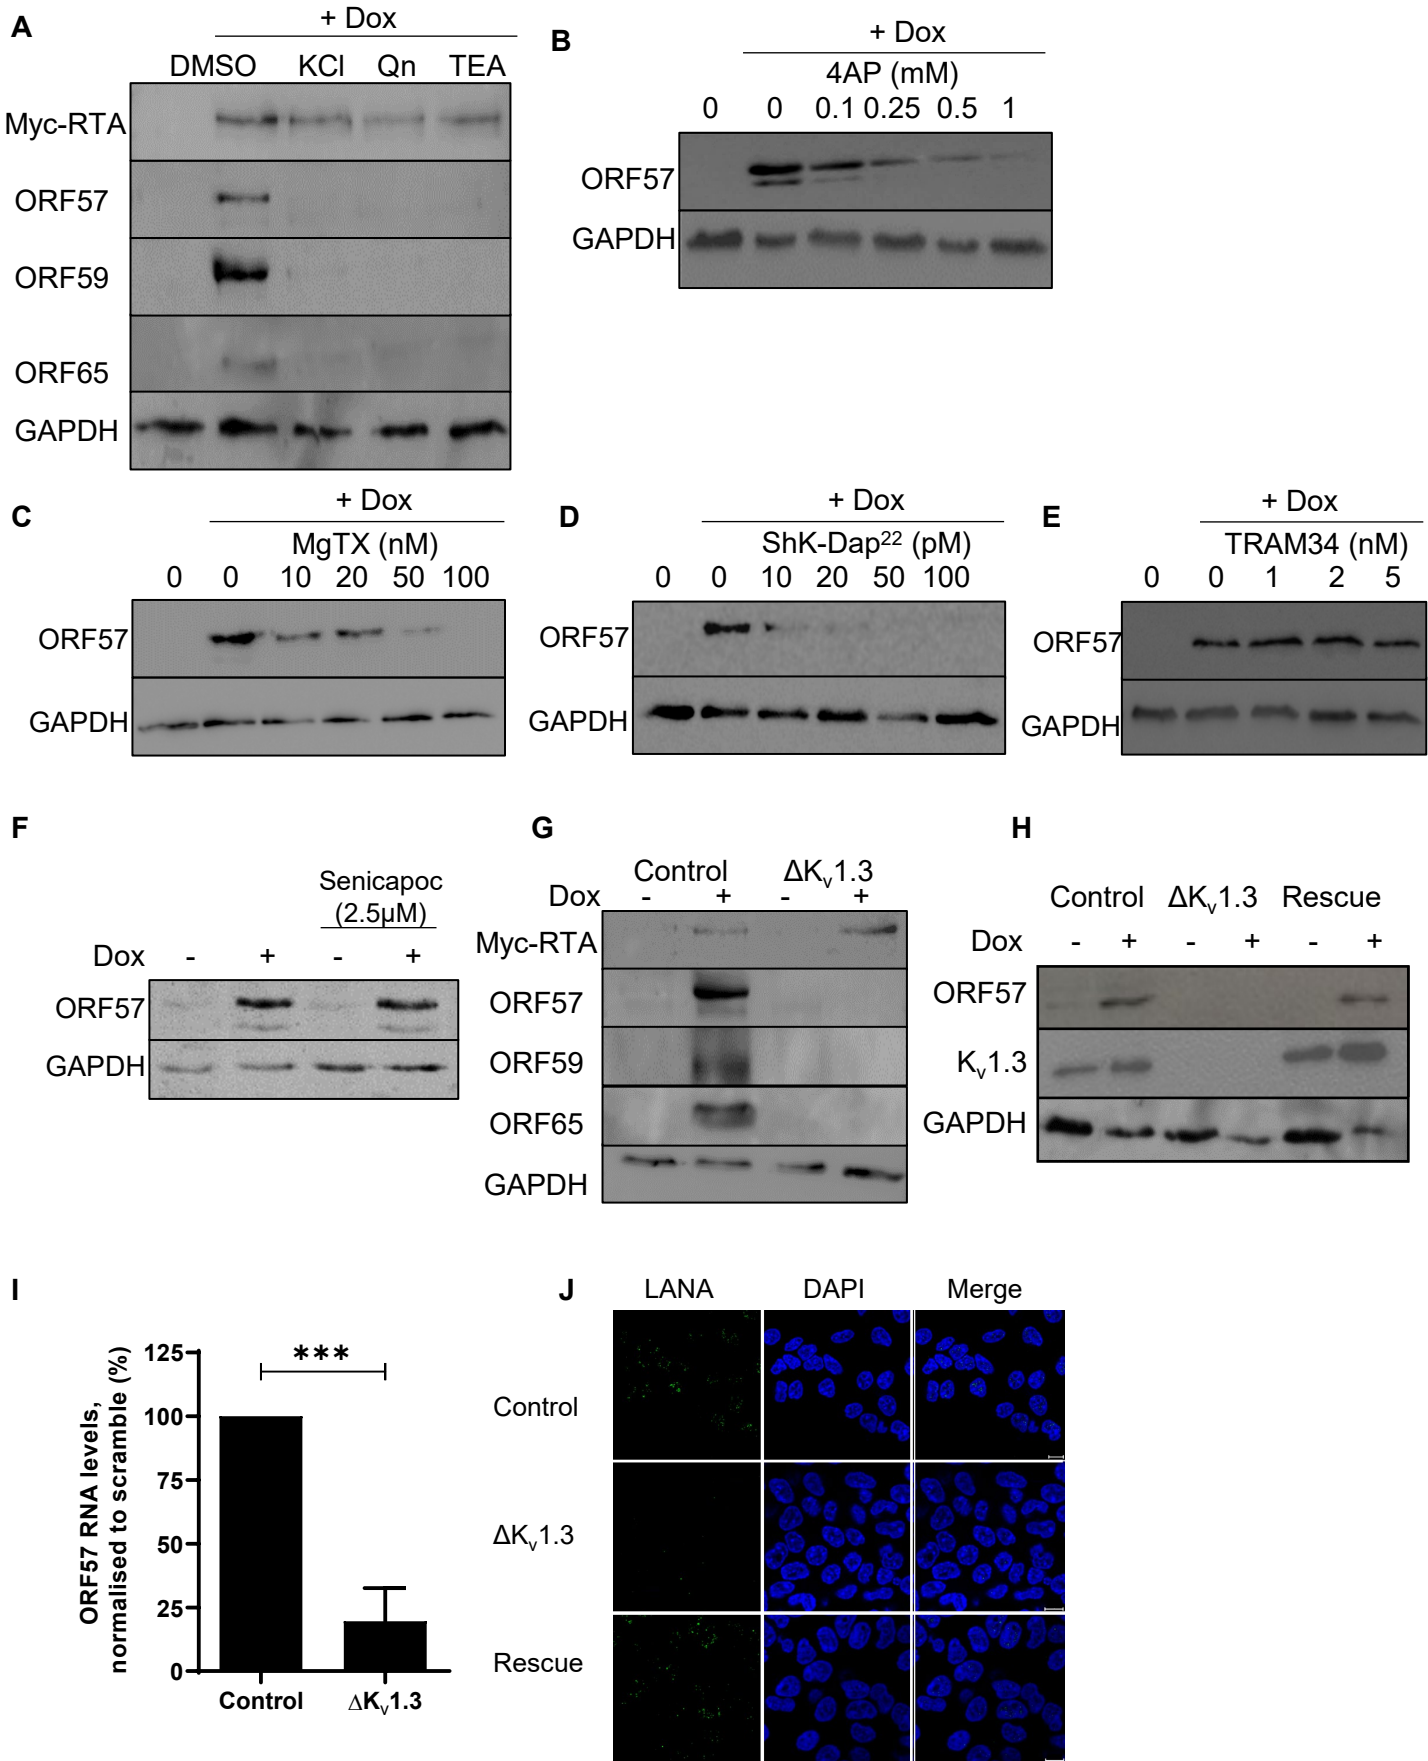 A
+ Dox
DMSO KCl Qn TEA
Myc-RTA
ORF57
ORF59
ORF65
GAPDH
B
+ Dox
4AP (mM)
0 0 0.1 0.25 0.5 1
ORF57
GAPDH
C
+ Dox
MgTX (nM)
0 0 10 20 50 100
ORF57
GAPDH
D
+ Dox
ShK-Dap²² (pM)
0 0 10 20 50 100
ORF57
GAPDH
E
+ Dox
TRAM34 (nM)
0 0 1 2 5
ORF57
GAPDH
F
Senicapoc
(2.5µM)
Dox - + - +
ORF57
GAPDH
G
Control ΔKv1.3
Dox - + - +
Myc-RTA
ORF57
ORF59
ORF65
GAPDH
H
Control ΔKv1.3 Rescue
Dox - + - + - +
ORF57
Kv1.3
GAPDH
I
ORF57 RNA levels,
normalised to scramble (%)
125
100
75
50
25
0
***
Control ΔKv1.3
J
LANA DAPI Merge
Control
ΔKv1.3
Rescue